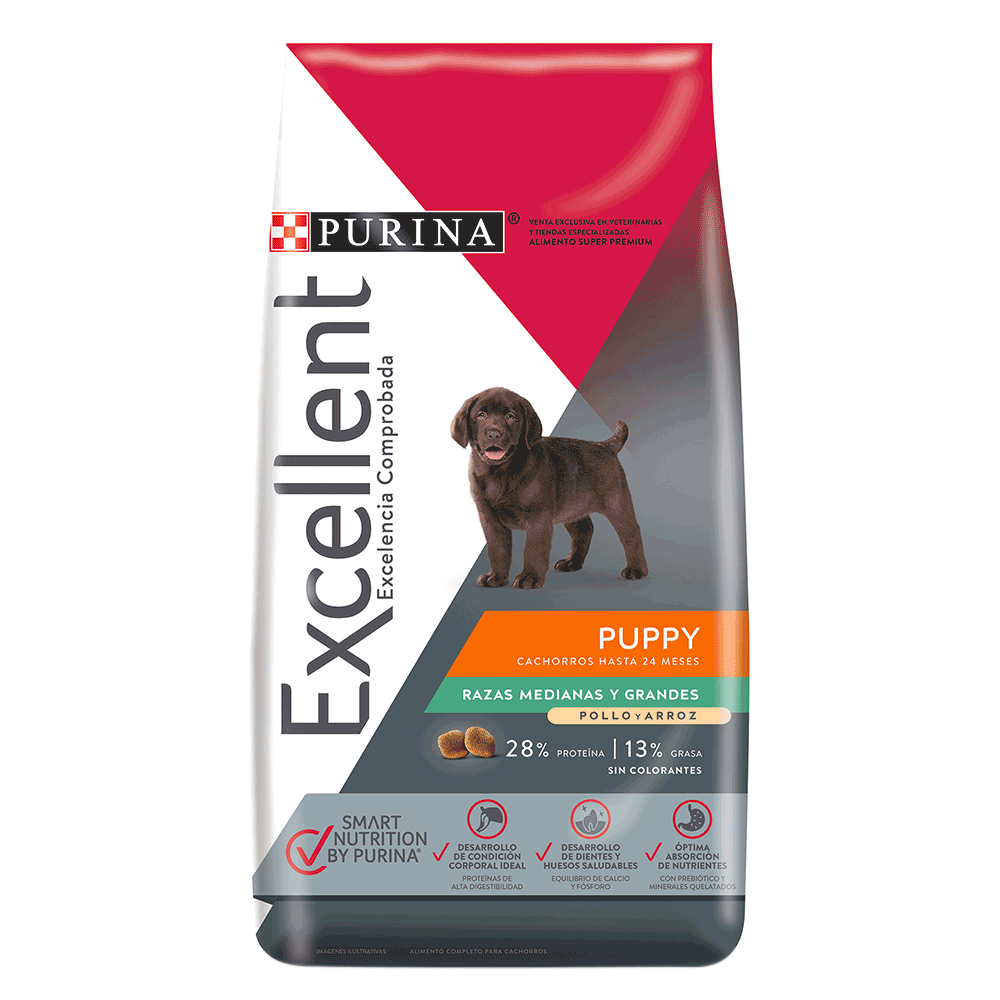 PURINA®
VENTA EXCLUSIVA EN VETERINARIAS
Y TIENDAS ESPECIALIZADAS
ALIMENTO SUPER PREMIUM
Excellent
Excelencia Comprobada
PUPPY
CACHORROS HASTA 24 MESES
RAZAS MEDIANAS Y GRANDES
POLLO Y ARROZ
28% PROTEÍNA | 13% GRASA
SIN COLORANTES
SMART
NUTRITION
BY PURINA®
DESARROLLO
DE CONDICIÓN
CORPORAL IDEAL
PROTEÍNAS DE
ALTA DIGESTIBILIDAD
DESARROLLO
DE DIENTES Y
HUESOS SALUDABLES
EQUILIBRIO DE CALCIO
Y FÓSFORO
ÓPTIMA
ABSORCIÓN
DE NUTRIENTES
CON PREBIÓTICO Y
MINERALES QUELATADOS
IMÁGENES ILUSTRATIVAS
ALIMENTO COMPLETO PARA CACHORROS